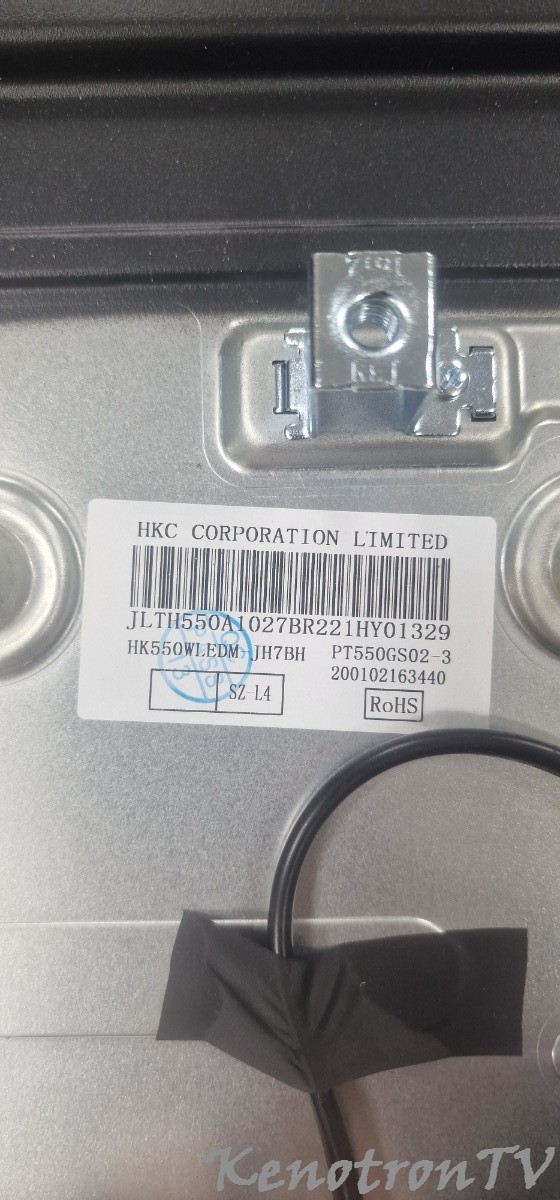 HKC CORPORATION LIMITED
JLTH550A1027BR221HY01329
HK550WLEDM-JH7BH PT550GS02-3
200102163440
SZ-L4
RoHS
KenotronTV